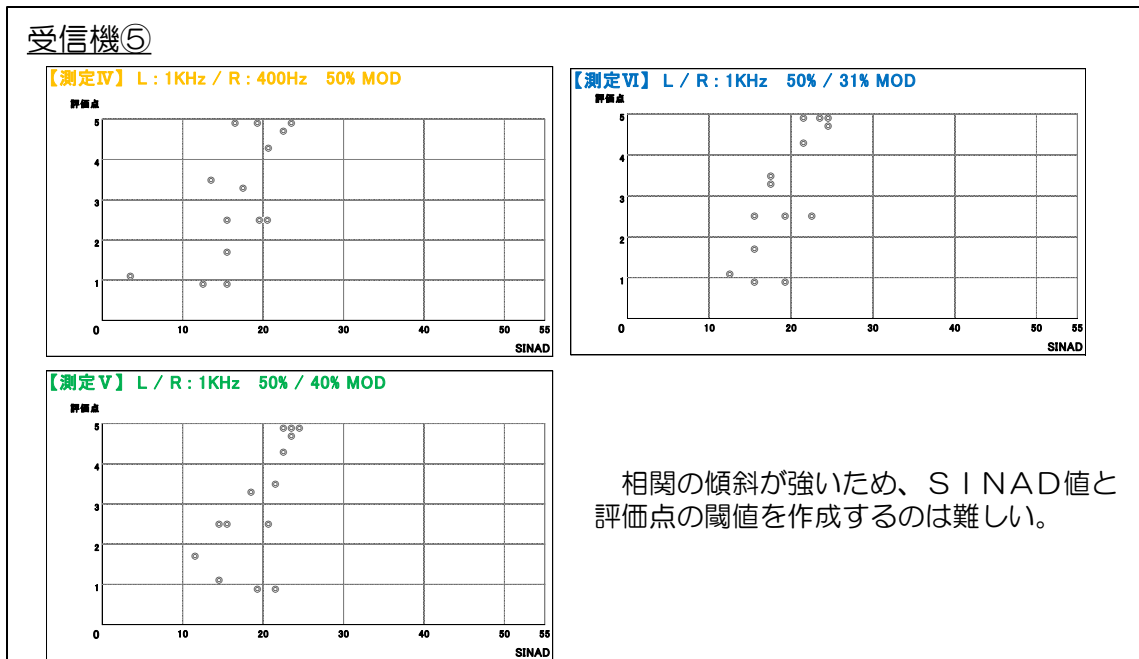 受信機⑤
【測定Ⅳ】 L : 1KHz / R : 400Hz 50% MOD
評価点
5
4
3
2
1
0 10 20 30 40 50 55
SINAD
【測定Ⅵ】 L / R : 1KHz 50% / 31% MOD
評価点
5
4
3
2
1
0 10 20 30 40 50 55
SINAD
【測定Ⅴ】 L / R : 1KHz 50% / 40% MOD
評価点
5
4
3
2
1
0 10 20 30 40 50 55
SINAD
相関の傾斜が強いため、ＳＩＮＡＤ値と
評価点の閾値を作成するのは難しい。